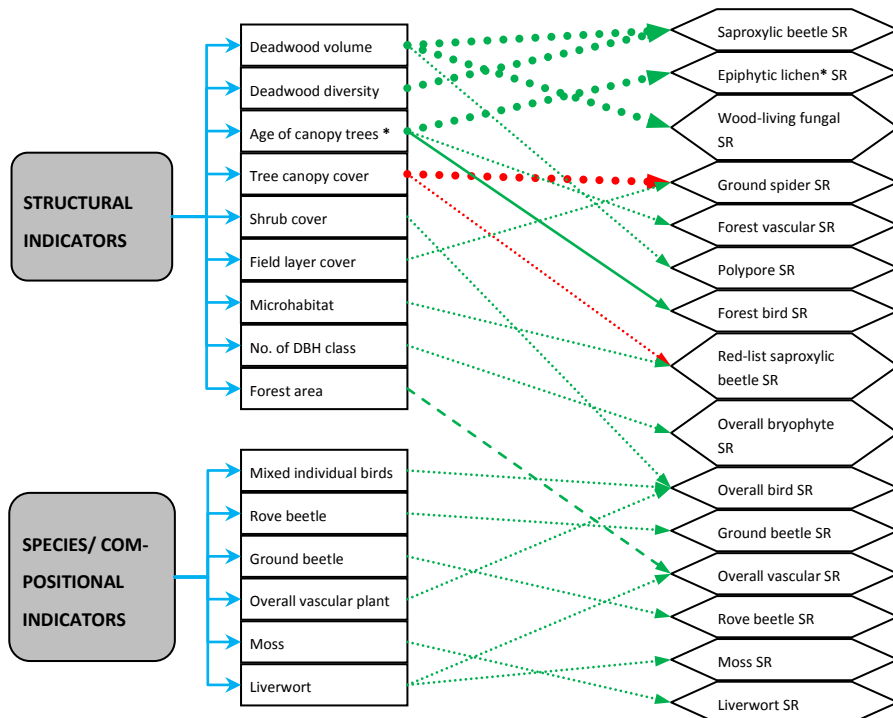 STRUCTURAL
INDICATORS
Deadwood volume
Deadwood diversity
Age of canopy trees *
Tree canopy cover
Shrub cover
Field layer cover
Microhabitat
No. of DBH class
Forest area
SPECIES/ COM-
POSITIONAL
INDICATORS
Mixed individual birds
Rove beetle
Ground beetle
Overall vascular plant
Moss
Liverwort
Saproxylic beetle SR
Epiphytic lichen* SR
Wood-living fungal
SR
Ground spider SR
Forest vascular SR
Polypore SR
Forest bird SR
Red-list saproxylic
beetle SR
Overall bryophyte
SR
Overall bird SR
Ground beetle SR
Overall vascular SR
Rove beetle SR
Moss SR
Liverwort SR